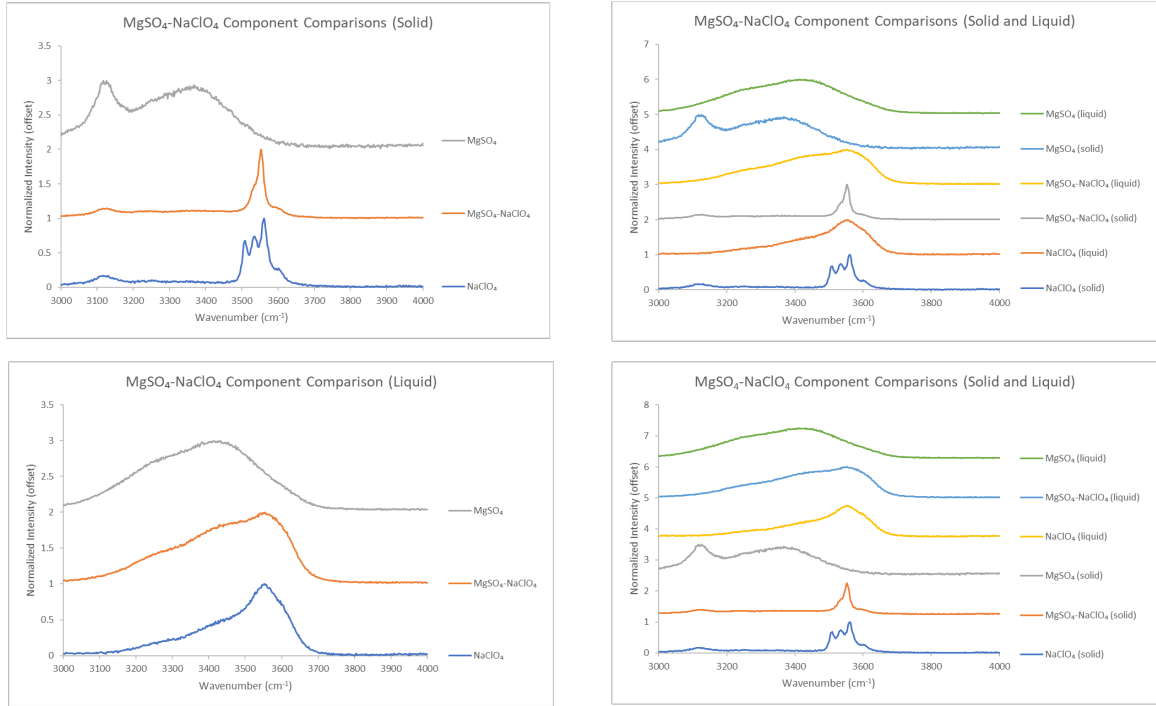 MgSO₄-NaClO₄ Component Comparisons (Solid)
Normalized Intensity (offset)
3.5
3
2.5
2
1.5
1
0.5
0
MgSO₄
MgSO₄-NaClO₄
NaClO₄
3000 3100 3200 3300 3400 3500 3600 3700 3800 3900 4000
Wavenumber (cm⁻¹)
MgSO₄-NaClO₄ Component Comparisons (Solid and Liquid)
Normalized Intensity (offset)
7
6
5
4
3
2
1
0
MgSO₄ (liquid)
MgSO₄ (solid)
MgSO₄-NaClO₄ (liquid)
MgSO₄-NaClO₄ (solid)
NaClO₄ (liquid)
NaClO₄ (solid)
3000 3200 3400 3600 3800 4000
Wavenumber (cm⁻¹)
MgSO₄-NaClO₄ Component Comparison (Liquid)
Normalized Intensity (offset)
3.5
3
2.5
2
1.5
1
0.5
0
MgSO₄
MgSO₄-NaClO₄
NaClO₄
3000 3100 3200 3300 3400 3500 3600 3700 3800 3900 4000
Wavenumber (cm⁻¹)
MgSO₄-NaClO₄ Component Comparisons (Solid and Liquid)
Normalized Intensity (offset)
8
7
6
5
4
3
2
1
0
MgSO₄ (liquid)
MgSO₄-NaClO₄ (liquid)
NaClO₄ (liquid)
MgSO₄ (solid)
MgSO₄-NaClO₄ (solid)
NaClO₄ (solid)
3000 3200 3400 3600 3800 4000
Wavenumber (cm⁻¹)